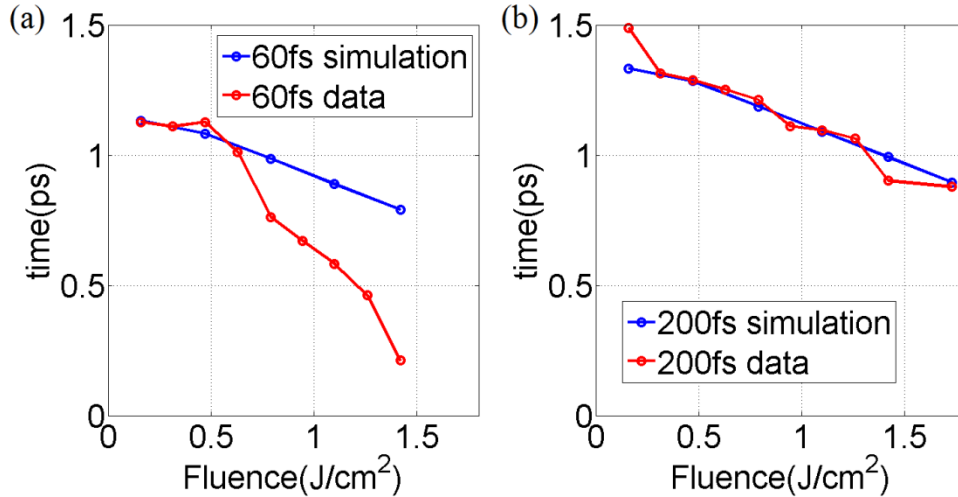 (a)
1.5
1
0.5
0
time(ps)
60fs simulation
60fs data
0
0.5
1
1.5
Fluence(J/cm²)
(b)
1.5
1
0.5
0
time(ps)
200fs simulation
200fs data
0
0.5
1
1.5
Fluence(J/cm²)